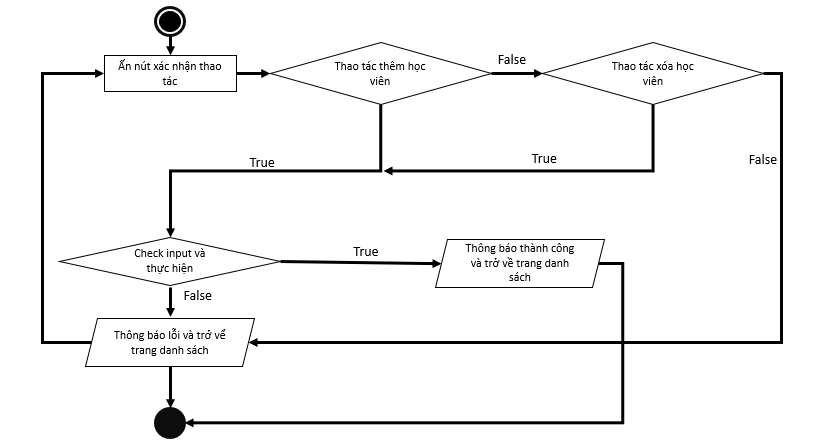 Ấn nút xác nhận thao
tác
Thao tác thêm học
viên
False
Thao tác xóa học
viên
True
True
False
Check input và
thực hiện
True
Thông báo thành công
và trở về trang danh
sách
False
Thông báo lỗi và trở về
trang danh sách